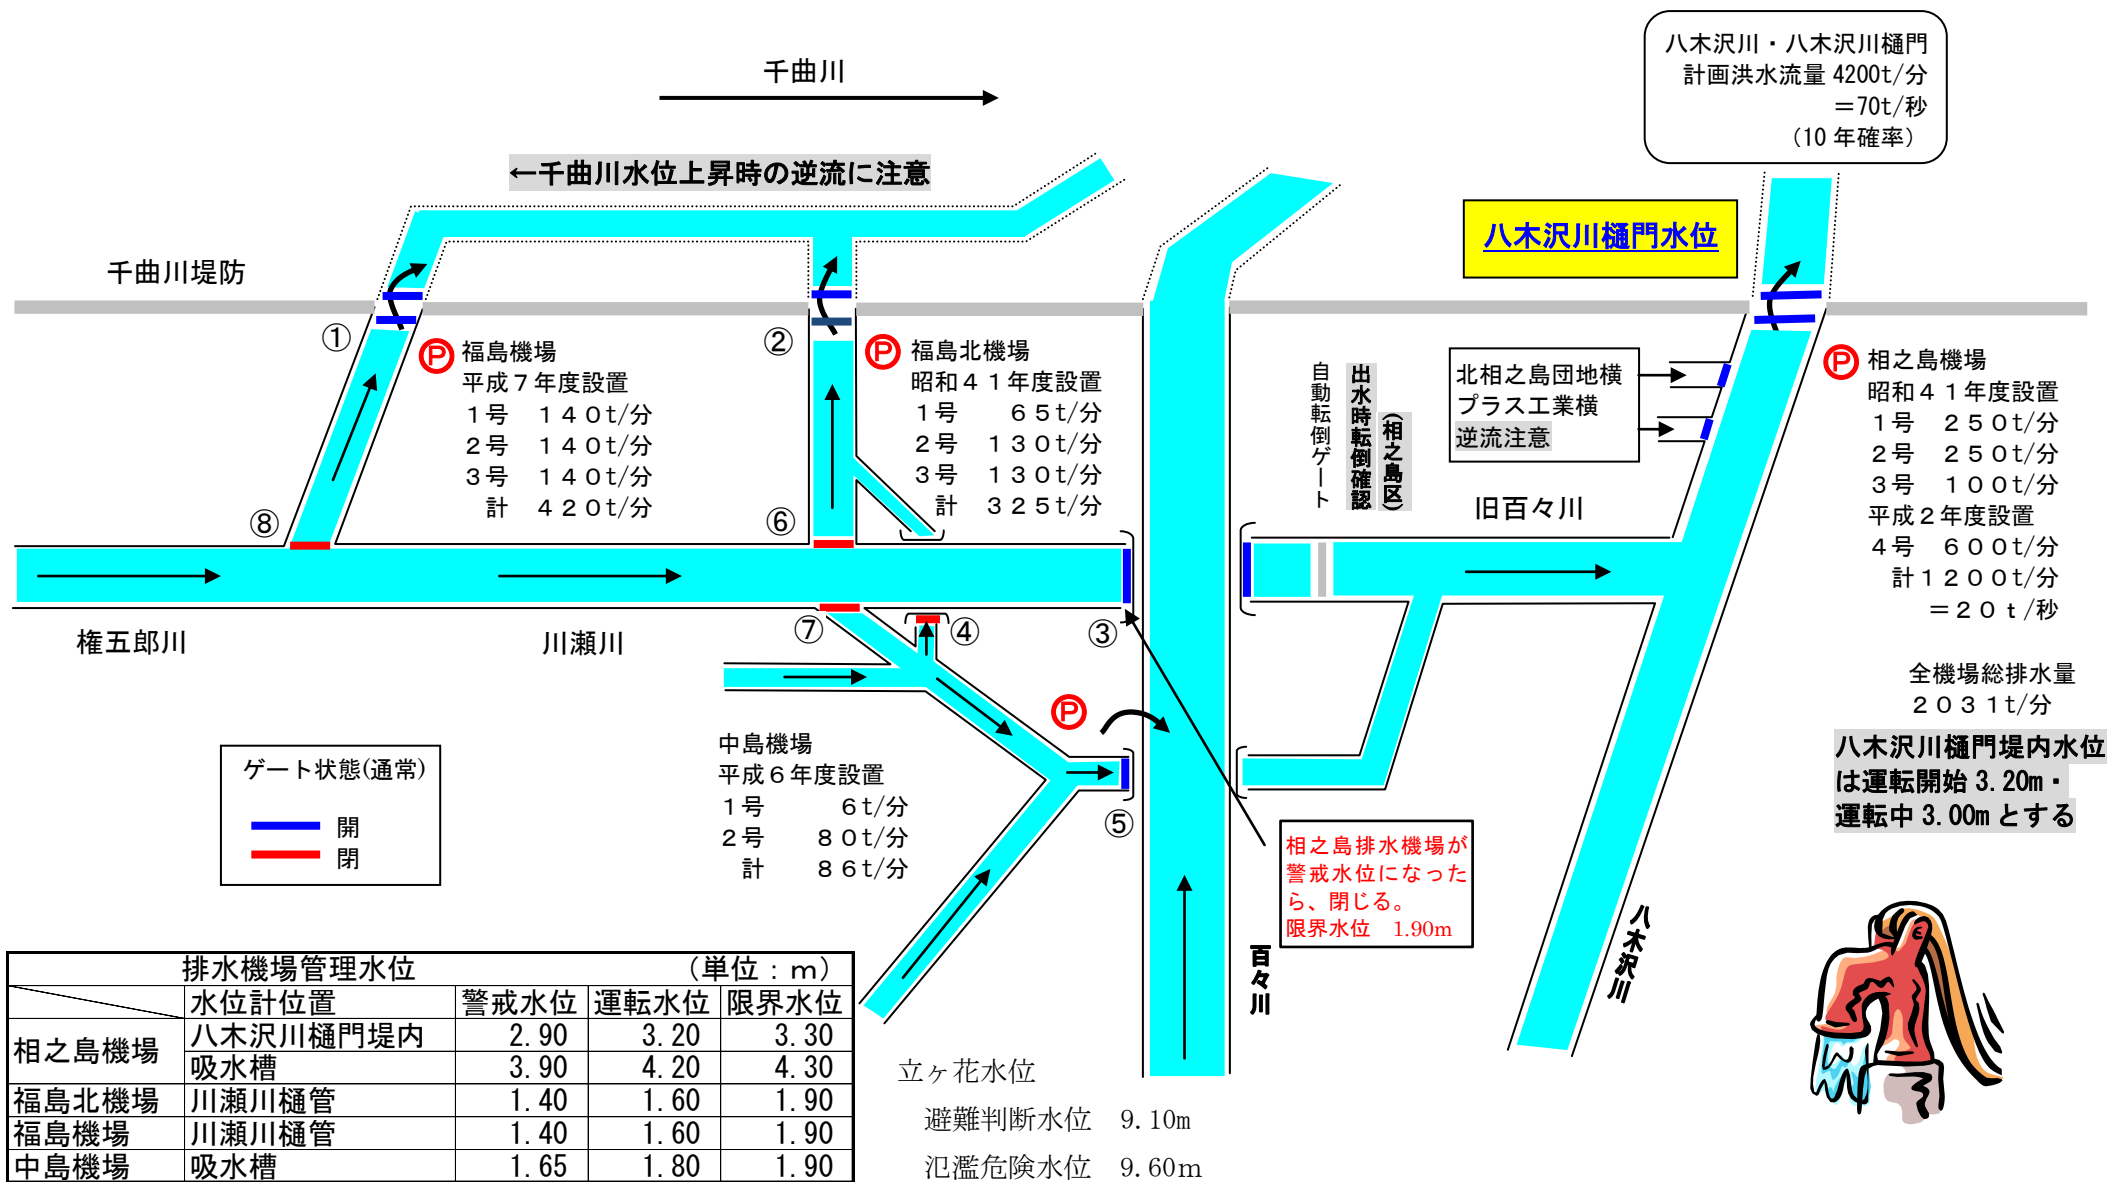 千曲川
←千曲川水位上昇時の逆流に注意
八木沢川・八木沢川樋門
計画洪水流量 4200t/分
=70t/秒
(10 年確率)
八木沢川樋門水位
千曲川堤防
①
②
Ⓟ 福島機場
平成７年度設置
１号　１４０t/分
２号　１４０t/分
３号　１４０t/分
計　４２０t/分
Ⓟ 福島北機場
昭和４１年度設置
１号　　６５t/分
２号　１３０t/分
３号　１３０t/分
計　３２５t/分
自動転倒ゲート
出水時転倒確認
(相之島区)
北相之島団地横
プラス工業横
逆流注意
Ⓟ 相之島機場
昭和４１年度設置
１号　２５０t/分
２号　２５０t/分
３号　１００t/分
平成２年度設置
４号　６００t/分
計１２００t/分
＝２０ｔ/秒
全機場総排水量
２０３１t/分
八木沢川樋門堤内水位
は運転開始 3.20m・
運転中 3.00m とする
旧百々川
⑧
⑥
権五郎川
川瀬川
⑦
④
③
Ⓟ
⑤
中島機場
平成６年度設置
１号　　　６t/分
２号　　８０t/分
計　　８６t/分
ゲート状態(通常)
開
閉
相之島排水機場が
警戒水位になった
ら、閉じる。
限界水位　1.90m
百々川
八木沢川
排水機場管理水位　（単位：ｍ）
水位計位置　警戒水位　運転水位　限界水位
相之島機場　八木沢川樋門堤内　2.90　3.20　3.30
吸水槽　3.90　4.20　4.30
福島北機場　川瀬川樋管　1.40　1.60　1.90
福島機場　川瀬川樋管　1.40　1.60　1.90
中島機場　吸水槽　1.65　1.80　1.90
立ヶ花水位
避難判断水位　9.10m
氾濫危険水位　9.60m